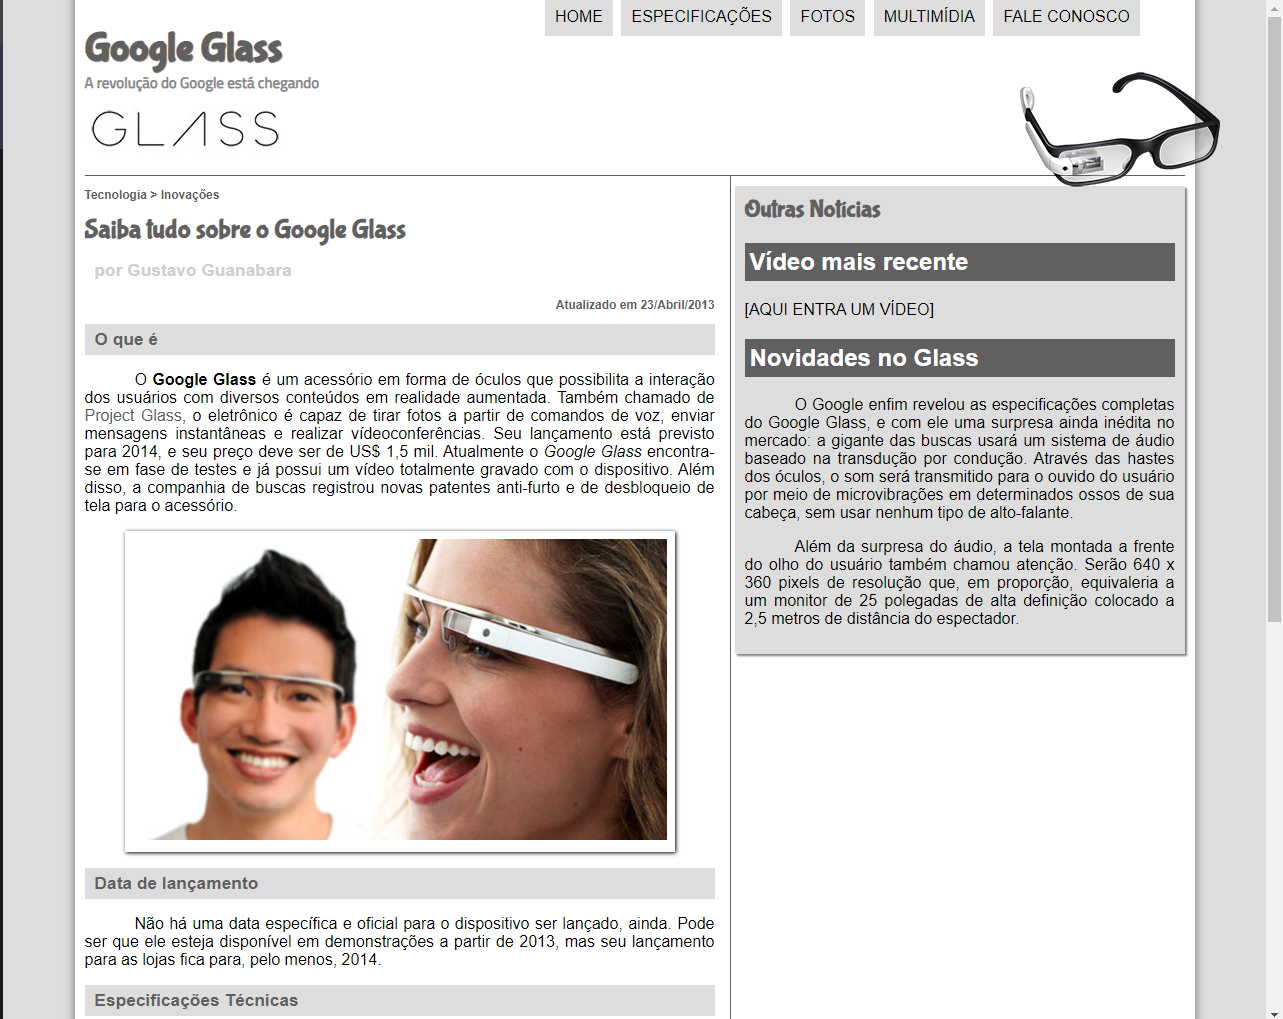 HOME ESPECIFICAÇÕES FOTOS MULTIMÍDIA FALE CONOSCO
Google Glass
A revolução do Google está chegando
GLASS
Tecnologia > Inovações
Saiba tudo sobre o Google Glass
por Gustavo Guanabara
Atualizado em 23/Abril/2013
O que é
O Google Glass é um acessório em forma de óculos que possibilita a interação
dos usuários com diversos conteúdos em realidade aumentada. Também chamado de
Project Glass, o eletrônico é capaz de tirar fotos a partir de comandos de voz, enviar
mensagens instantâneas e realizar vídeoconferências. Seu lançamento está previsto
para 2014, e seu preço deve ser de US$ 1,5 mil. Atualmente o Google Glass encontra-
se em fase de testes e já possui um vídeo totalmente gravado com o dispositivo. Além
disso, a companhia de buscas registrou novas patentes anti-furto e de desbloqueio de
tela para o acessório.
Data de lançamento
Não há uma data específica e oficial para o dispositivo ser lançado, ainda. Pode
ser que ele esteja disponível em demonstrações a partir de 2013, mas seu lançamento
para as lojas fica para, pelo menos, 2014.
Especificações Técnicas
Outras Notícias
Vídeo mais recente
[AQUI ENTRA UM VÍDEO]
Novidades no Glass
O Google enfim revelou as especificações completas
do Google Glass, e com ele uma surpresa ainda inédita no
mercado: a gigante das buscas usará um sistema de áudio
baseado na transdução por condução. Através das hastes
dos óculos, o som será transmitido para o ouvido do usuário
por meio de microvibrações em determinados ossos de sua
cabeça, sem usar nenhum tipo de alto-falante.
Além da surpresa do áudio, a tela montada a frente
do olho do usuário também chamou atenção. Serão 640 x
360 pixels de resolução que, em proporção, equivaleria a
um monitor de 25 polegadas de alta definição colocado a
2,5 metros de distância do espectador.